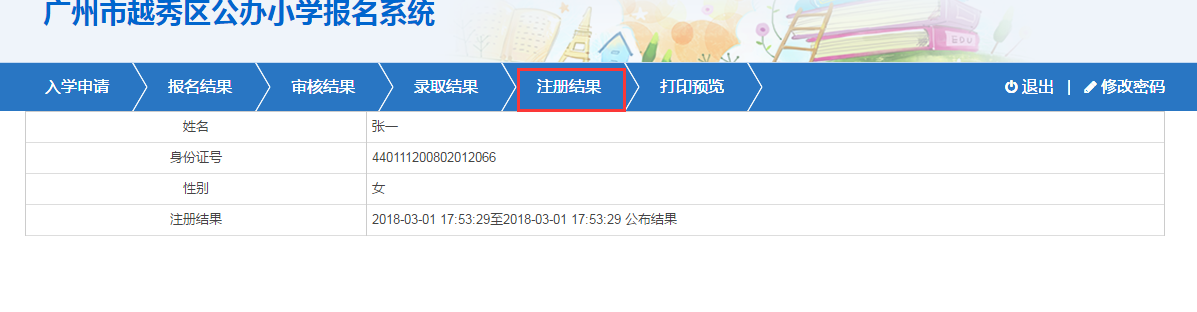 广州市越秀区公办小学报名系统
EDU
入学申请 报名结果 审核结果 录取结果 注册结果 打印预览 退出 | 修改密码
姓名 张一
身份证号 440111200802012066
性别 女
注册结果 2018-03-01 17:53:29至2018-03-01 17:53:29 公布结果